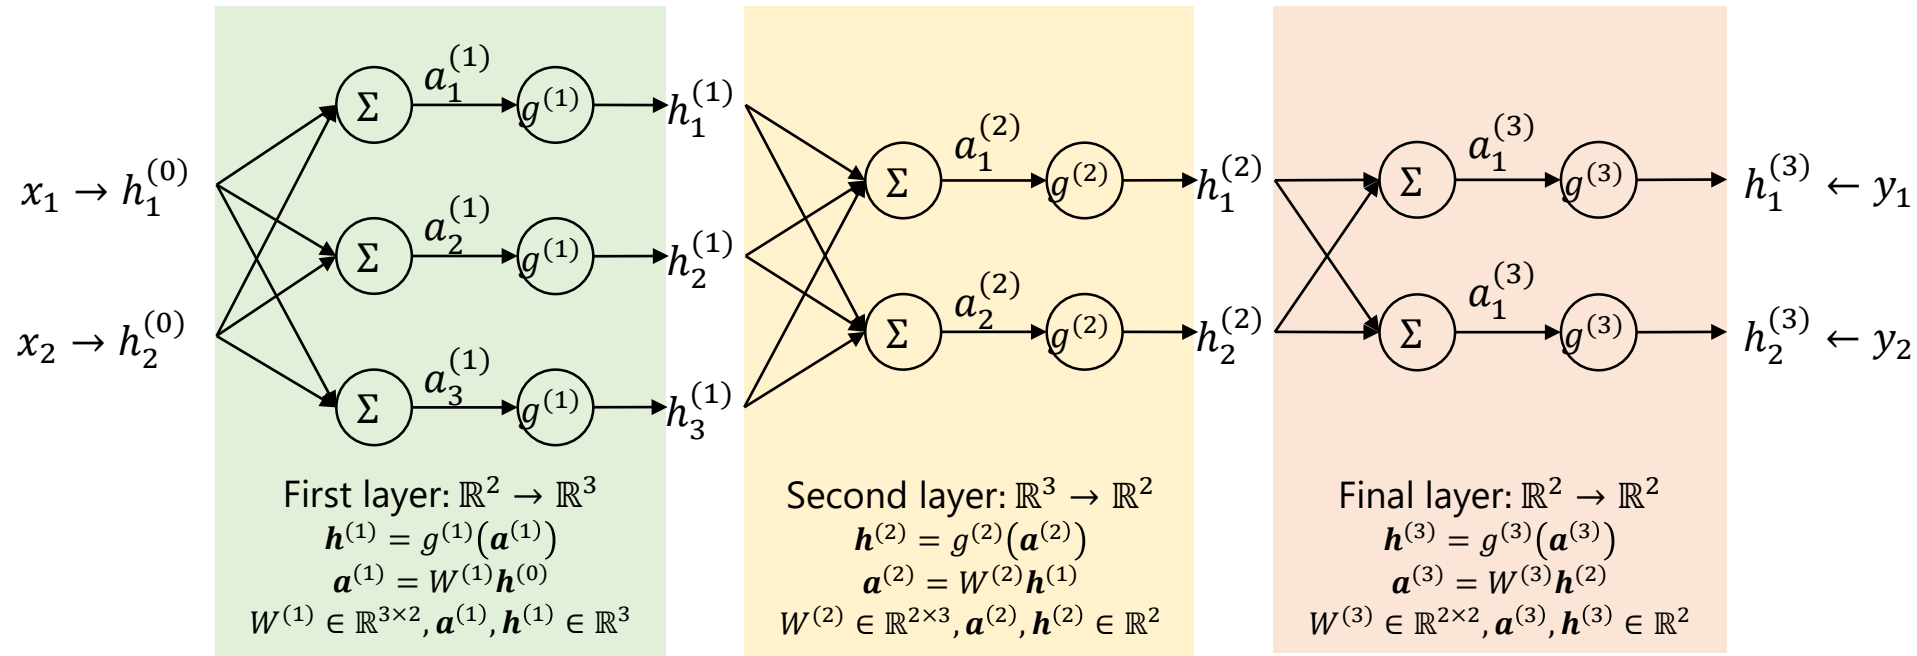 x₁ → h₁⁽⁰⁾
x₂ → h₂⁽⁰⁾
Σ a₁⁽¹⁾ g⁽¹⁾ h₁⁽¹⁾
Σ a₂⁽¹⁾ g⁽¹⁾ h₂⁽¹⁾
Σ a₃⁽¹⁾ g⁽¹⁾ h₃⁽¹⁾
First layer: ℝ² → ℝ³
𝒉⁽¹⁾ = g⁽¹⁾(𝒂⁽¹⁾)
𝒂⁽¹⁾ = W⁽¹⁾𝒉⁽⁰⁾
W⁽¹⁾ ∈ ℝ³ˣ², 𝒂⁽¹⁾, 𝒉⁽¹⁾ ∈ ℝ³
Σ a₁⁽²⁾ g⁽²⁾ h₁⁽²⁾
Σ a₂⁽²⁾ g⁽²⁾ h₂⁽²⁾
Second layer: ℝ³ → ℝ²
𝒉⁽²⁾ = g⁽²⁾(𝒂⁽²⁾)
𝒂⁽²⁾ = W⁽²⁾𝒉⁽¹⁾
W⁽²⁾ ∈ ℝ²ˣ³, 𝒂⁽²⁾, 𝒉⁽²⁾ ∈ ℝ²
Σ a₁⁽³⁾ g⁽³⁾ h₁⁽³⁾ ← y₁
Σ a₁⁽³⁾ g⁽³⁾ h₂⁽³⁾ ← y₂
Final layer: ℝ² → ℝ²
𝒉⁽³⁾ = g⁽³⁾(𝒂⁽³⁾)
𝒂⁽³⁾ = W⁽³⁾𝒉⁽²⁾
W⁽³⁾ ∈ ℝ²ˣ², 𝒂⁽³⁾, 𝒉⁽³⁾ ∈ ℝ²